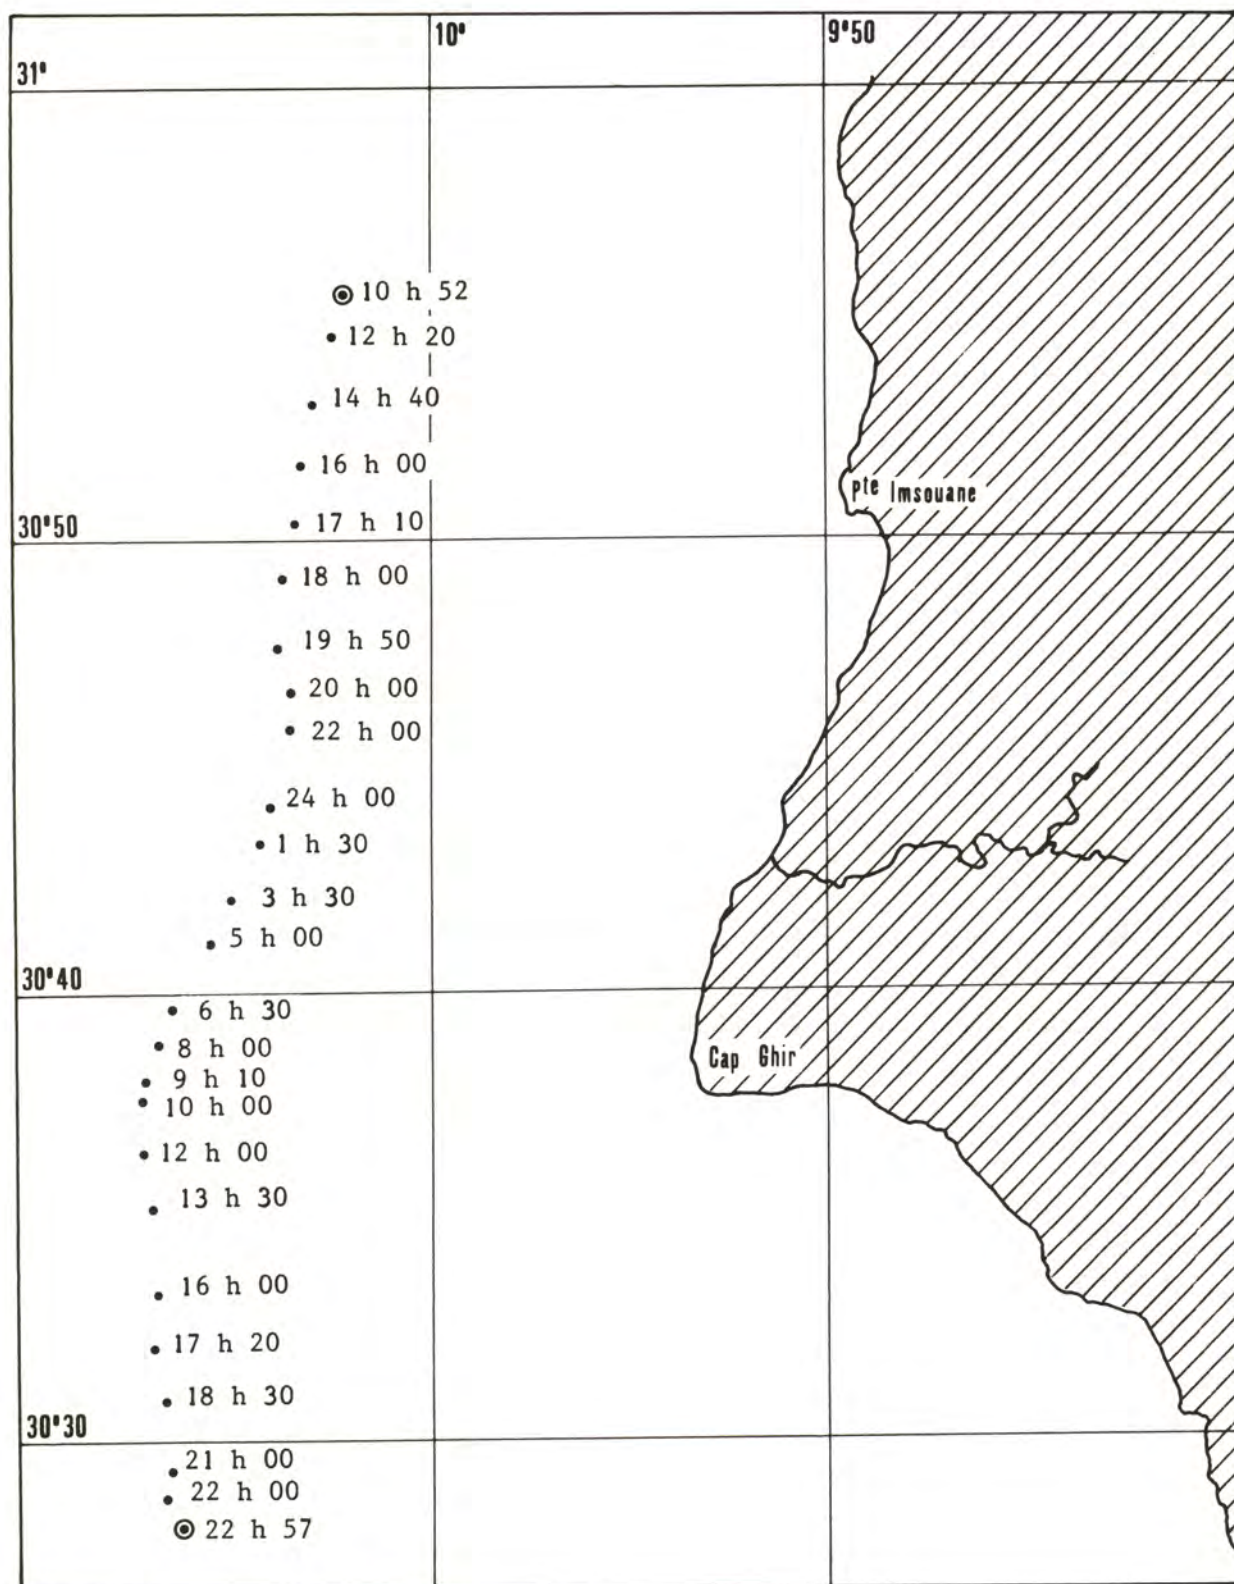 10° 9°50
31°
10 h 52
12 h 20
14 h 40
16 h 00
pte Imsouane
17 h 10
30°50
18 h 00
19 h 50
20 h 00
22 h 00
24 h 00
1 h 30
3 h 30
5 h 00
30°40
6 h 30
8 h 00
Cap Ghir
9 h 10
10 h 00
12 h 00
13 h 30
16 h 00
17 h 20
18 h 30
30°30
21 h 00
22 h 00
22 h 57